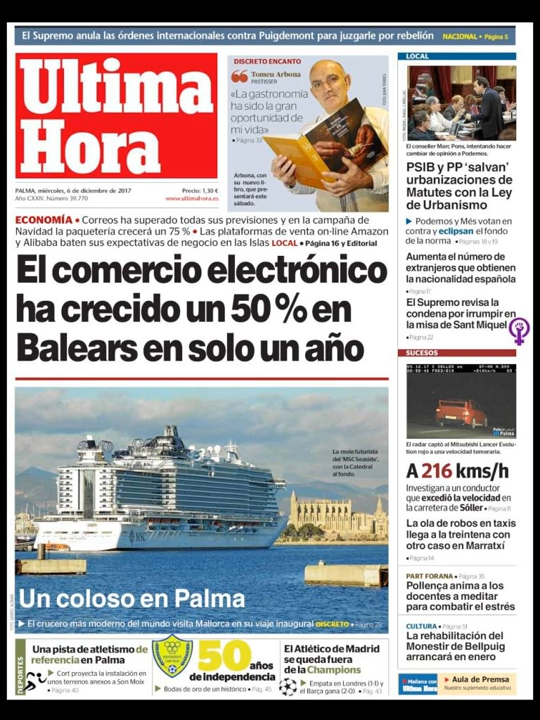 El Supremo anula las órdenes internacionales contra Puigdemont para juzgarle por rebelión NACIONAL • Página 5
Ultima
Hora
PALMA, miércoles, 6 de diciembre de 2017 Precio: 1,30 €
Año CXXIV. Número 39.770 www.ultimahora.es
DISCRETO ENCANTO
Tomeu Arbona
PASTISSER
«La gastronomía
ha sido la gran
oportunidad de
mi vida»
• Página 39
Arbona, con
su nuevo li-
bro, que pre-
sentará este
sábado.
LOCAL
El conseller Marc Pons, intentando hacer
cambiar de opinión a Podemos.
PSIB y PP ‘salvan’
urbanizaciones de
Matutes con la Ley
de Urbanismo
Podemos y Més votan en
contra y eclipsan el fondo
de la norma • Páginas 18 y 19
Aumenta el número de
extranjeros que obtienen
la nacionalidad española
• Página 17
El Supremo revisa la
condena por irrumpir en
la misa de Sant Miquel
• Página 22
ECONOMÍA • Correos ha superado todas sus previsiones y en la campaña de
Navidad la paquetería crecerá un 75 % • Las plataformas de venta on-line Amazon
y Alibaba baten sus expectativas de negocio en las Islas LOCAL • Página 16 y Editorial
El comercio electrónico
ha crecido un 50 % en
Balears en solo un año
La mole futurista
del ‘MSC Seaside’,
con la Catedral
al fondo.
Un coloso en Palma
El crucero más moderno del mundo visita Mallorca en su viaje inaugural DISCRETO • Página
SUCESOS
Palma
El radar captó al Mitsubishi Lancer Evolu-
tion rojo a una velocidad temeraria.
A 216 kms/h
Investigan a un conductor
que excedió la velocidad en
la carretera de Sóller • Página 11
La ola de robos en taxis
llega a la treintena con
otro caso en Marratxí
• Página 14
PART FORANA • Página 35
Pollença anima a los
docentes a meditar
para combatir el estrés
CULTURA • Página 51
La rehabilitación del
Monestir de Bellpuig
arrancará en enero
Mañana con
Ultima Hora
Aula de Premsa
Nuestro suplemento educativo
DEPORTES
Una pista de atletismo de
referencia en Palma
Cort proyecta la instalación en
unos terrenos anexos a Son Moix
• Página 40
50 años
de independencia
Bodas de oro de un histórico • Pág. 45
El Atlético de Madrid
se queda fuera
de la Champions
Empata en Londres (1-1) y
el Barça gana (2-0) • Pág. 43